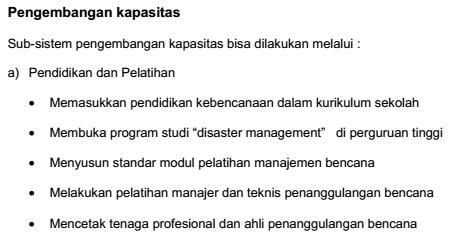 Pengembangan kapasitas
Sub-sistem pengembangan kapasitas bisa dilakukan melalui :
a) Pendidikan dan Pelatihan
• Memasukkan pendidikan kebencanaan dalam kurikulum sekolah
• Membuka program studi “disaster management” di perguruan tinggi
• Menyusun standar modul pelatihan manajemen bencana
• Melakukan pelatihan manajer dan teknis penanggulangan bencana
• Mencetak tenaga profesional dan ahli penanggulangan bencana